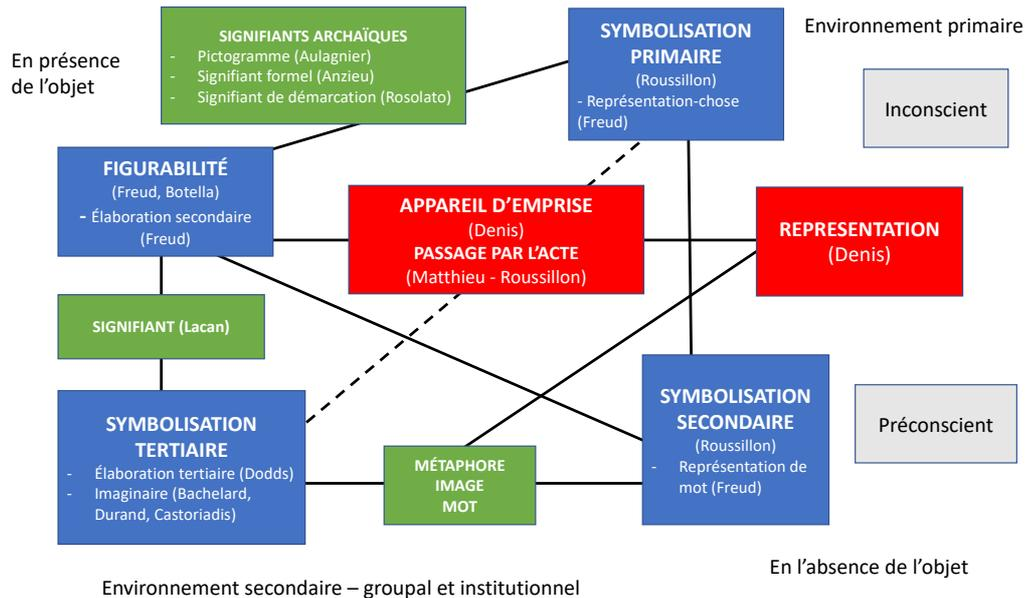 En présence
de l'objet
SIGNIFIANTS ARCHAÏQUES
- Pictogramme (Aulagnier)
- Signifiant formel (Anzieu)
- Signifiant de démarcation (Rosolato)
SYMBOLISATION
PRIMAIRE
(Roussillon)
- Représentation-chose
(Freud)
Environnement primaire
Inconscient
FIGURABILITÉ
(Freud, Botella)
- Élaboration secondaire
(Freud)
APPAREIL D'EMPRISE
(Denis)
PASSAGE PAR L'ACTE
(Matthieu - Roussillon)
REPRESENTATION
(Denis)
SIGNIFIANT (Lacan)
SYMBOLISATION
TERTIAIRE
- Élaboration tertiaire (Dodds)
- Imaginaire (Bachelard,
Durand, Castoriadis)
MÉTAPHORE
IMAGE
MOT
SYMBOLISATION
SECONDAIRE
(Roussillon)
- Représentation de
mot (Freud)
Préconscient
En l'absence de l'objet
Environnement secondaire – groupal et institutionnel